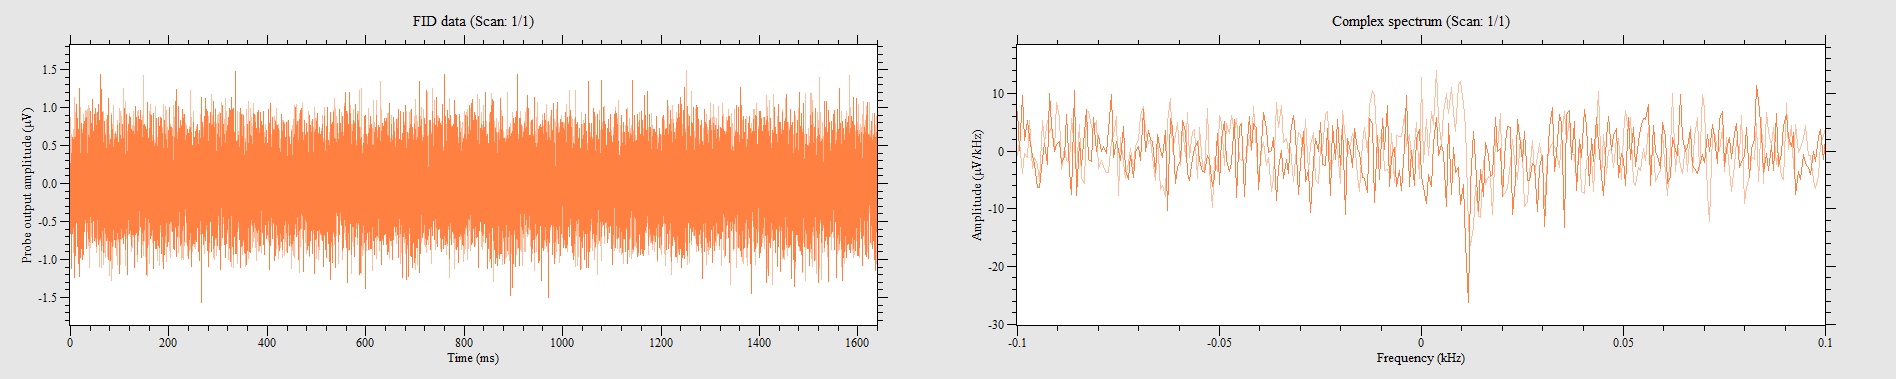 FID data (Scan: 1/1)
Probe output amplitude (µV)
1.5
1.0
0.5
0.0
-0.5
-1.0
-1.5
0 200 400 600 800 1000 1200 1400 1600
Time (ms)
Complex spectrum (Scan: 1/1)
Amplitude (µV/kHz)
10
0
-10
-20
-30
-0.1 -0.05 0 0.05 0.1
Frequency (kHz)